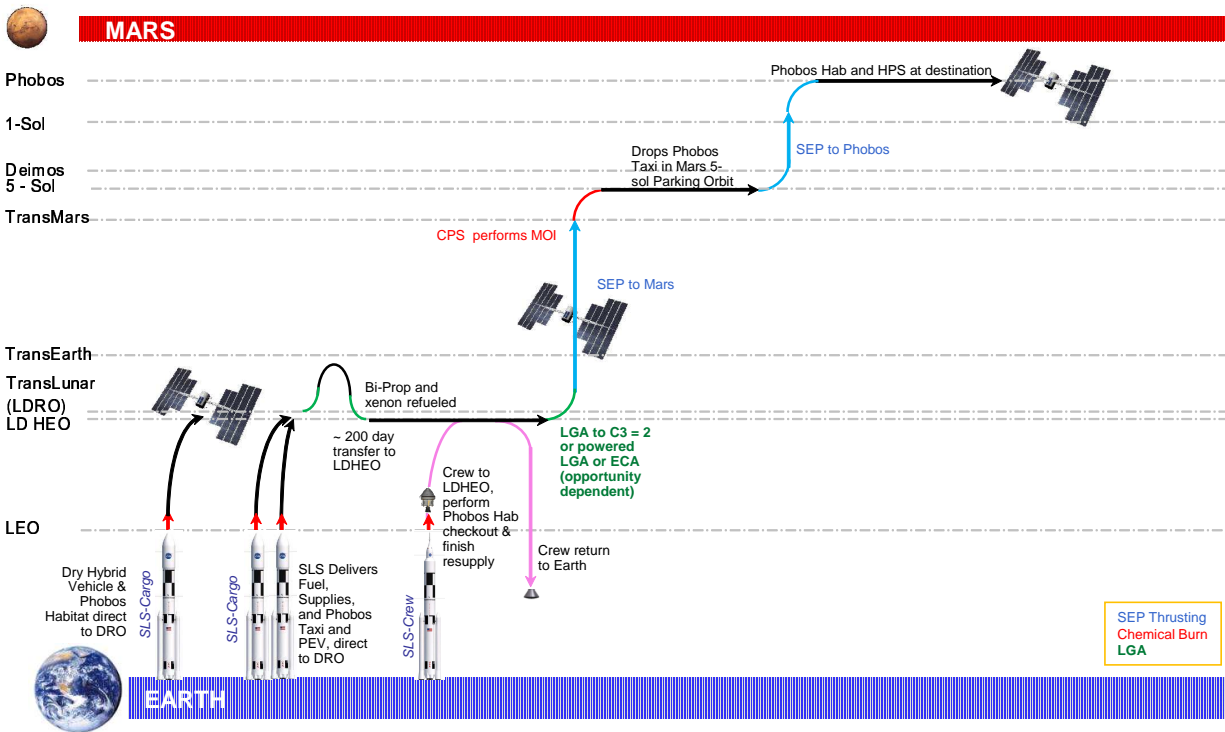 MARS
Phobos
Phobos Hab and HPS at destination
1-Sol
SEP to Phobos
Drops Phobos
Taxi in Mars 5-
sol Parking Orbit
Deimos
5 - Sol
TransMars
CPS  performs MOI
SEP to Mars
TransEarth
TransLunar
(LDRO)
LD HEO
Bi-Prop and
xenon refueled
~ 200 day
transfer to
LDHEO
LGA to C3 = 2
or powered
LGA or ECA
(opportunity
dependent)
Crew to
LDHEO,
perform
Phobos Hab
checkout &
finish
resupply
LEO
Crew return
to Earth
Dry Hybrid
Vehicle &
Phobos
Habitat direct
to DRO
SLS-Cargo
SLS-Cargo
SLS Delivers
Fuel,
Supplies,
and Phobos
Taxi and
PEV, direct
to DRO
SLS-Crew
SEP Thrusting
Chemical Burn
LGA
EARTH